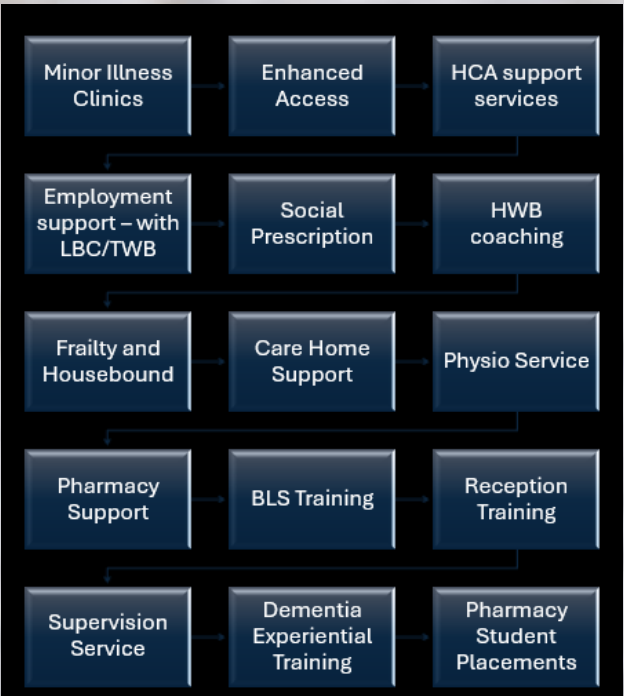 Minor Illness
Clinics
Enhanced
Access
HCA support
services
Employment
support – with
LBC/TWB
Social
Prescription
HWB
coaching
Frailty and
Housebound
Care Home
Support
Physio Service
Pharmacy
Support
BLS Training
Reception
Training
Supervision
Service
Dementia
Experiential
Training
Pharmacy
Student
Placements